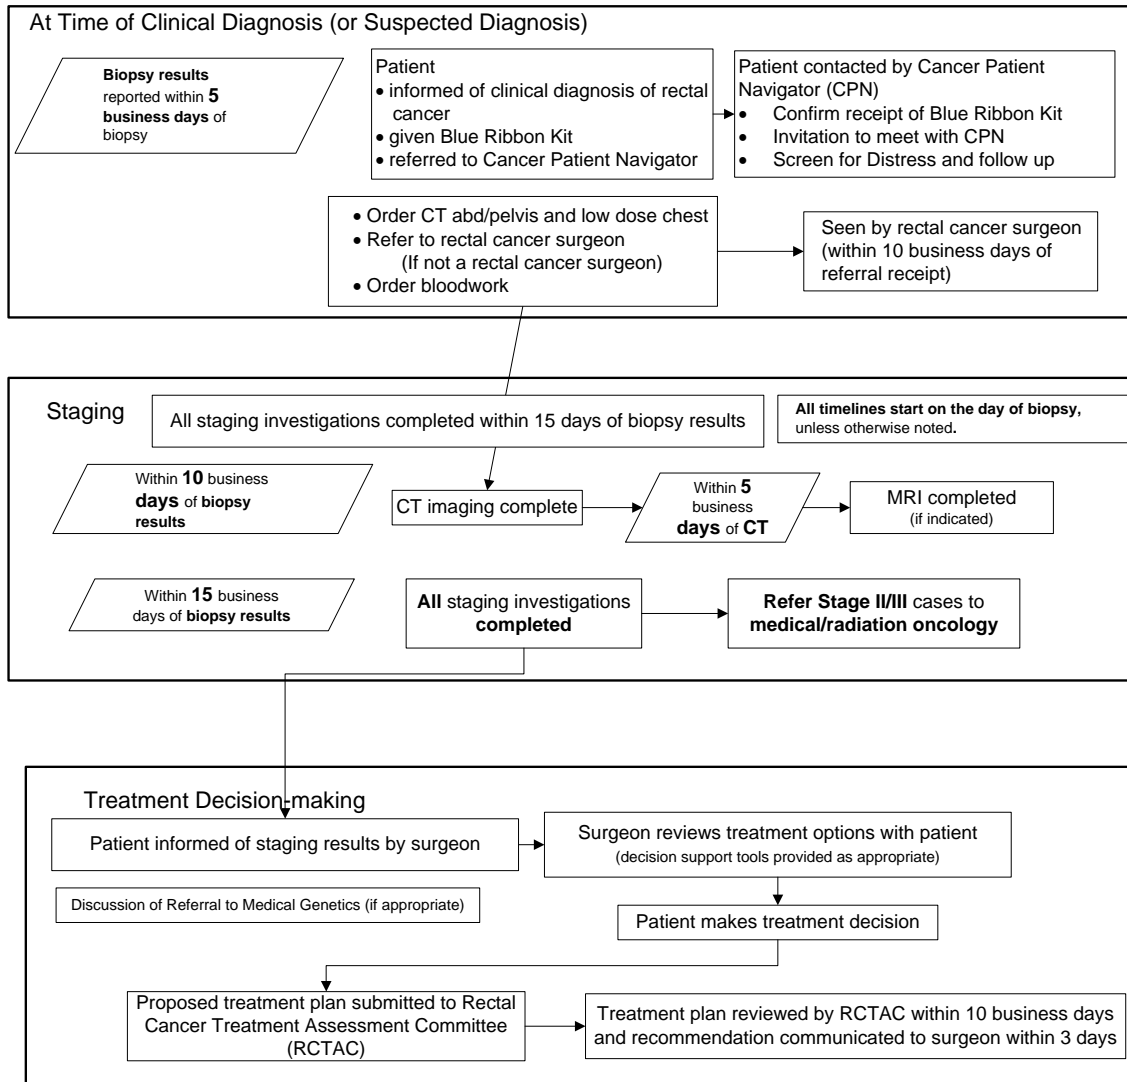 At Time of Clinical Diagnosis (or Suspected Diagnosis)
Biopsy results
reported within 5
business days of
biopsy
Patient
• informed of clinical diagnosis of rectal
cancer
• given Blue Ribbon Kit
• referred to Cancer Patient Navigator
Patient contacted by Cancer Patient
Navigator (CPN)
• Confirm receipt of Blue Ribbon Kit
• Invitation to meet with CPN
• Screen for Distress and follow up
• Order CT abd/pelvis and low dose chest
• Refer to rectal cancer surgeon
(If not a rectal cancer surgeon)
• Order bloodwork
Seen by rectal cancer surgeon
(within 10 business days of
referral receipt)
Staging
All staging investigations completed within 15 days of biopsy results
All timelines start on the day of biopsy,
unless otherwise noted.
Within 10 business
days of biopsy
results
CT imaging complete
Within 5
business
days of CT
MRI completed
(if indicated)
Within 15 business
days of biopsy results
All staging investigations
completed
Refer Stage II/III cases to
medical/radiation oncology
Treatment Decision-making
Patient informed of staging results by surgeon
Surgeon reviews treatment options with patient
(decision support tools provided as appropriate)
Discussion of Referral to Medical Genetics (if appropriate)
Patient makes treatment decision
Proposed treatment plan submitted to Rectal
Cancer Treatment Assessment Committee
(RCTAC)
Treatment plan reviewed by RCTAC within 10 business days
and recommendation communicated to surgeon within 3 days